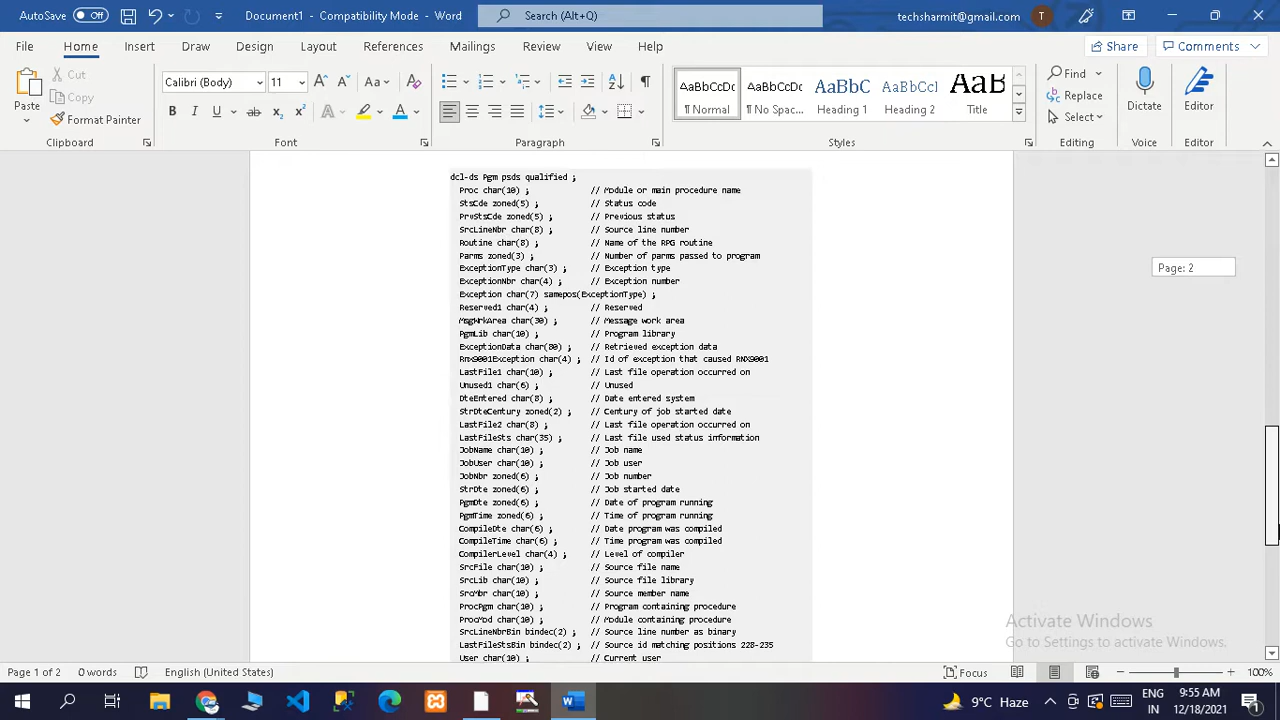 AutoSave Off Document1 - Compatibility Mode - Word Search (Alt+Q) techsharmit@gmail.com T
File Home Insert Draw Design Layout References Mailings Review View Help Share Comments
Paste Cut Copy Format Painter
Calibri (Body) 11
AaBbCcDc AaBbCcDc AaBbC AaBbCcI AaB
¶ Normal ¶ No Spac... Heading 1 Heading 2 Title
Find Replace Select
Dictate Editor
Clipboard Font Paragraph Styles Editing Voice Editor
dcl-ds Pgm psds qualified ;
Proc char(10) ; // Module or main procedure name
StsCde zoned(5) ; // Status code
PrvStsCde zoned(5) ; // Previous status
SrcLineNbr char(8) ; // Source line number
Routine char(8) ; // Name of the RPG routine
Parms zoned(3) ; // Number of parms passed to program
ExceptionType char(3) ; // Exception type
ExceptionNbr char(4) ; // Exception number
Exception char(7) samepos(ExceptionType) ;
Reserved1 char(4) ; // Reserved
MsgWrkArea char(30) ; // Message work area
PgmLib char(10) ; // Program library
ExceptionData char(80) ; // Retrieved exception data
Rnx9001Exception char(4) ; // Id of exception that caused RNX9001
LastFile1 char(10) ; // Last file operation occurred on
Unused1 char(6) ; // Unused
DteEntered char(8) ; // Date entered system
StrDteCentury zoned(2) ; // Century of job started date
LastFile2 char(8) ; // Last file operation occurred on
LastFileSts char(35) ; // Last file used status information
JobName char(10) ; // Job name
JobUser char(10) ; // Job user
JobNbr zoned(6) ; // Job number
StrDte zoned(6) ; // Job started date
PgmDte zoned(6) ; // Date of program running
PgmTime zoned(6) ; // Time of program running
CompileDte char(6) ; // Date program was compiled
CompileTime char(6) ; // Time program was compiled
CompilerLevel char(4) ; // Level of compiler
SrcFile char(10) ; // Source file name
SrcLib char(10) ; // Source file library
SrcMbr char(10) ; // Source member name
ProcPgm char(10) ; // Program containing procedure
ProcMod char(10) ; // Module containing procedure
SrcLineNbrBin bindec(2) ; // Source line number as binary
LastFileStsBin bindec(2) ; // Source id matching positions 228-235
User char(10) ; // Current user
Page: 2
Activate Windows
Go to Settings to activate Windows.
Page 1 of 2 0 words English (United States) Focus 100%
9°C Haze ENG IN 9:55 AM 12/18/2021